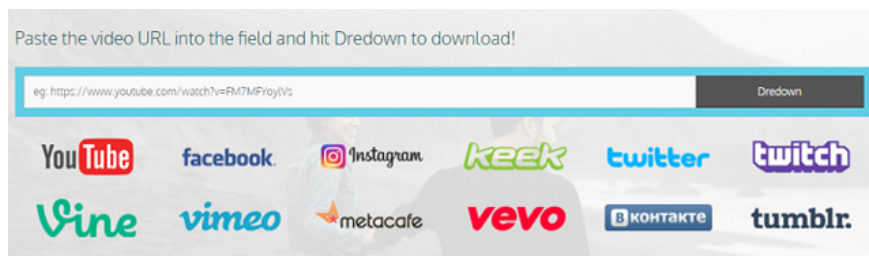 Paste the video URL into the field and hit Dredown to download!
eg: https://www.youtube.com/watch?v=FM7MFYoylVs Dredown
YouTube facebook. Instagram keek twitter twitch
Vine vimeo metacafe vevo В контакте tumblr.